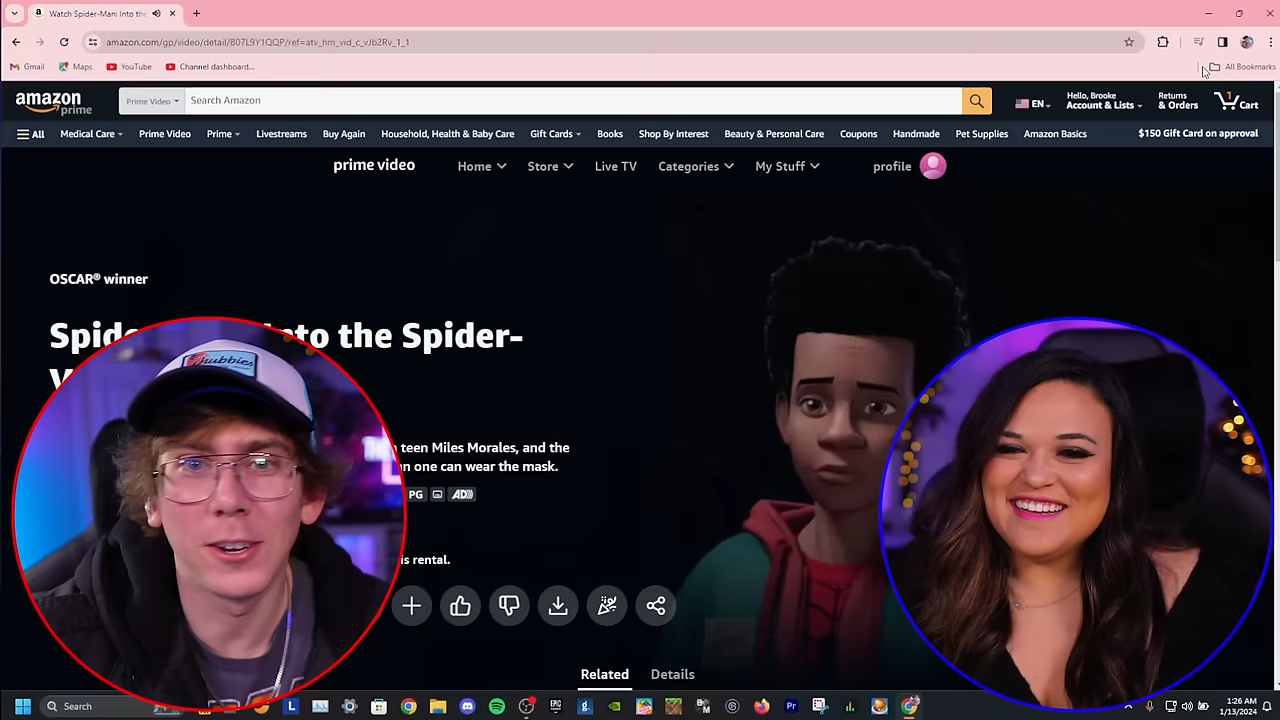 Watch Spider-Man: Into the
amazon.com/gp/video/detail/B07L9Y1QQP/ref=atv_hm_vid_c_vJb2Rv_1_1
Gmail Maps YouTube Channel dashboard... All Bookmarks
amazon prime
Prime Video
Search Amazon
EN
Hello, Brooke
Account & Lists
Returns
& Orders
1
Cart
All Medical Care Prime Video Prime Livestreams Buy Again Household, Health & Baby Care Gift Cards Books Shop By Interest Beauty & Personal Care Coupons Handmade Pet Supplies Amazon Basics $150 Gift Card on approval
prime video Home Store Live TV Categories My Stuff profile
OSCAR® winner
nto the Spider-
teen Miles Morales, and the
one can wear the mask.
PG AD
is rental.
hubbies
Related Details
Search
1:26 AM
1/13/2024